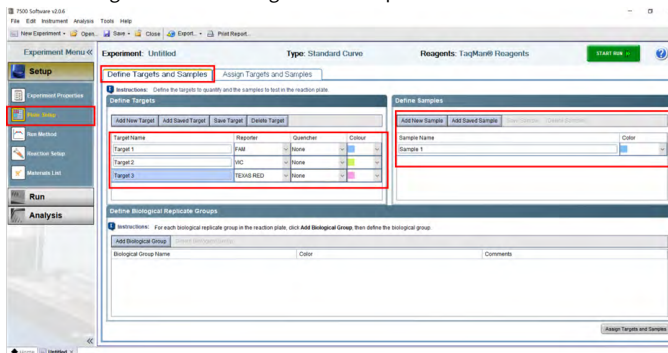 7500 Software v2.0.6
File Edit Instrument Analysis Tools Help
New Experiment Open... Save Close Export... Print Report...
Experiment Menu «
Experiment: Untitled Type: Standard Curve Reagents: TaqMan® Reagents START RUN
Setup
Define Targets and Samples Assign Targets and Samples
Instructions: Define the targets to quantify and the samples to test in the reaction plate.
Experiment Properties
Define Targets Define Samples
Plate Setup
Add New Target Add Saved Target Save Target Delete Target Add New Sample Add Saved Sample
Run Method
Target Name Reporter Quencher Colour Sample Name Color
Target 1 FAM None Sample 1
Reaction Setup
Target 2 VIC None
Materials List
Target 3 TEXAS RED None
Run
Analysis
Define Biological Replicate Groups
Instructions: For each biological replicate group in the reaction plate, click Add Biological Group, then define the biological group.
Add Biological Group
Biological Group Name Color Comments
Assign Targets and Samples
«
Home Untitled ×